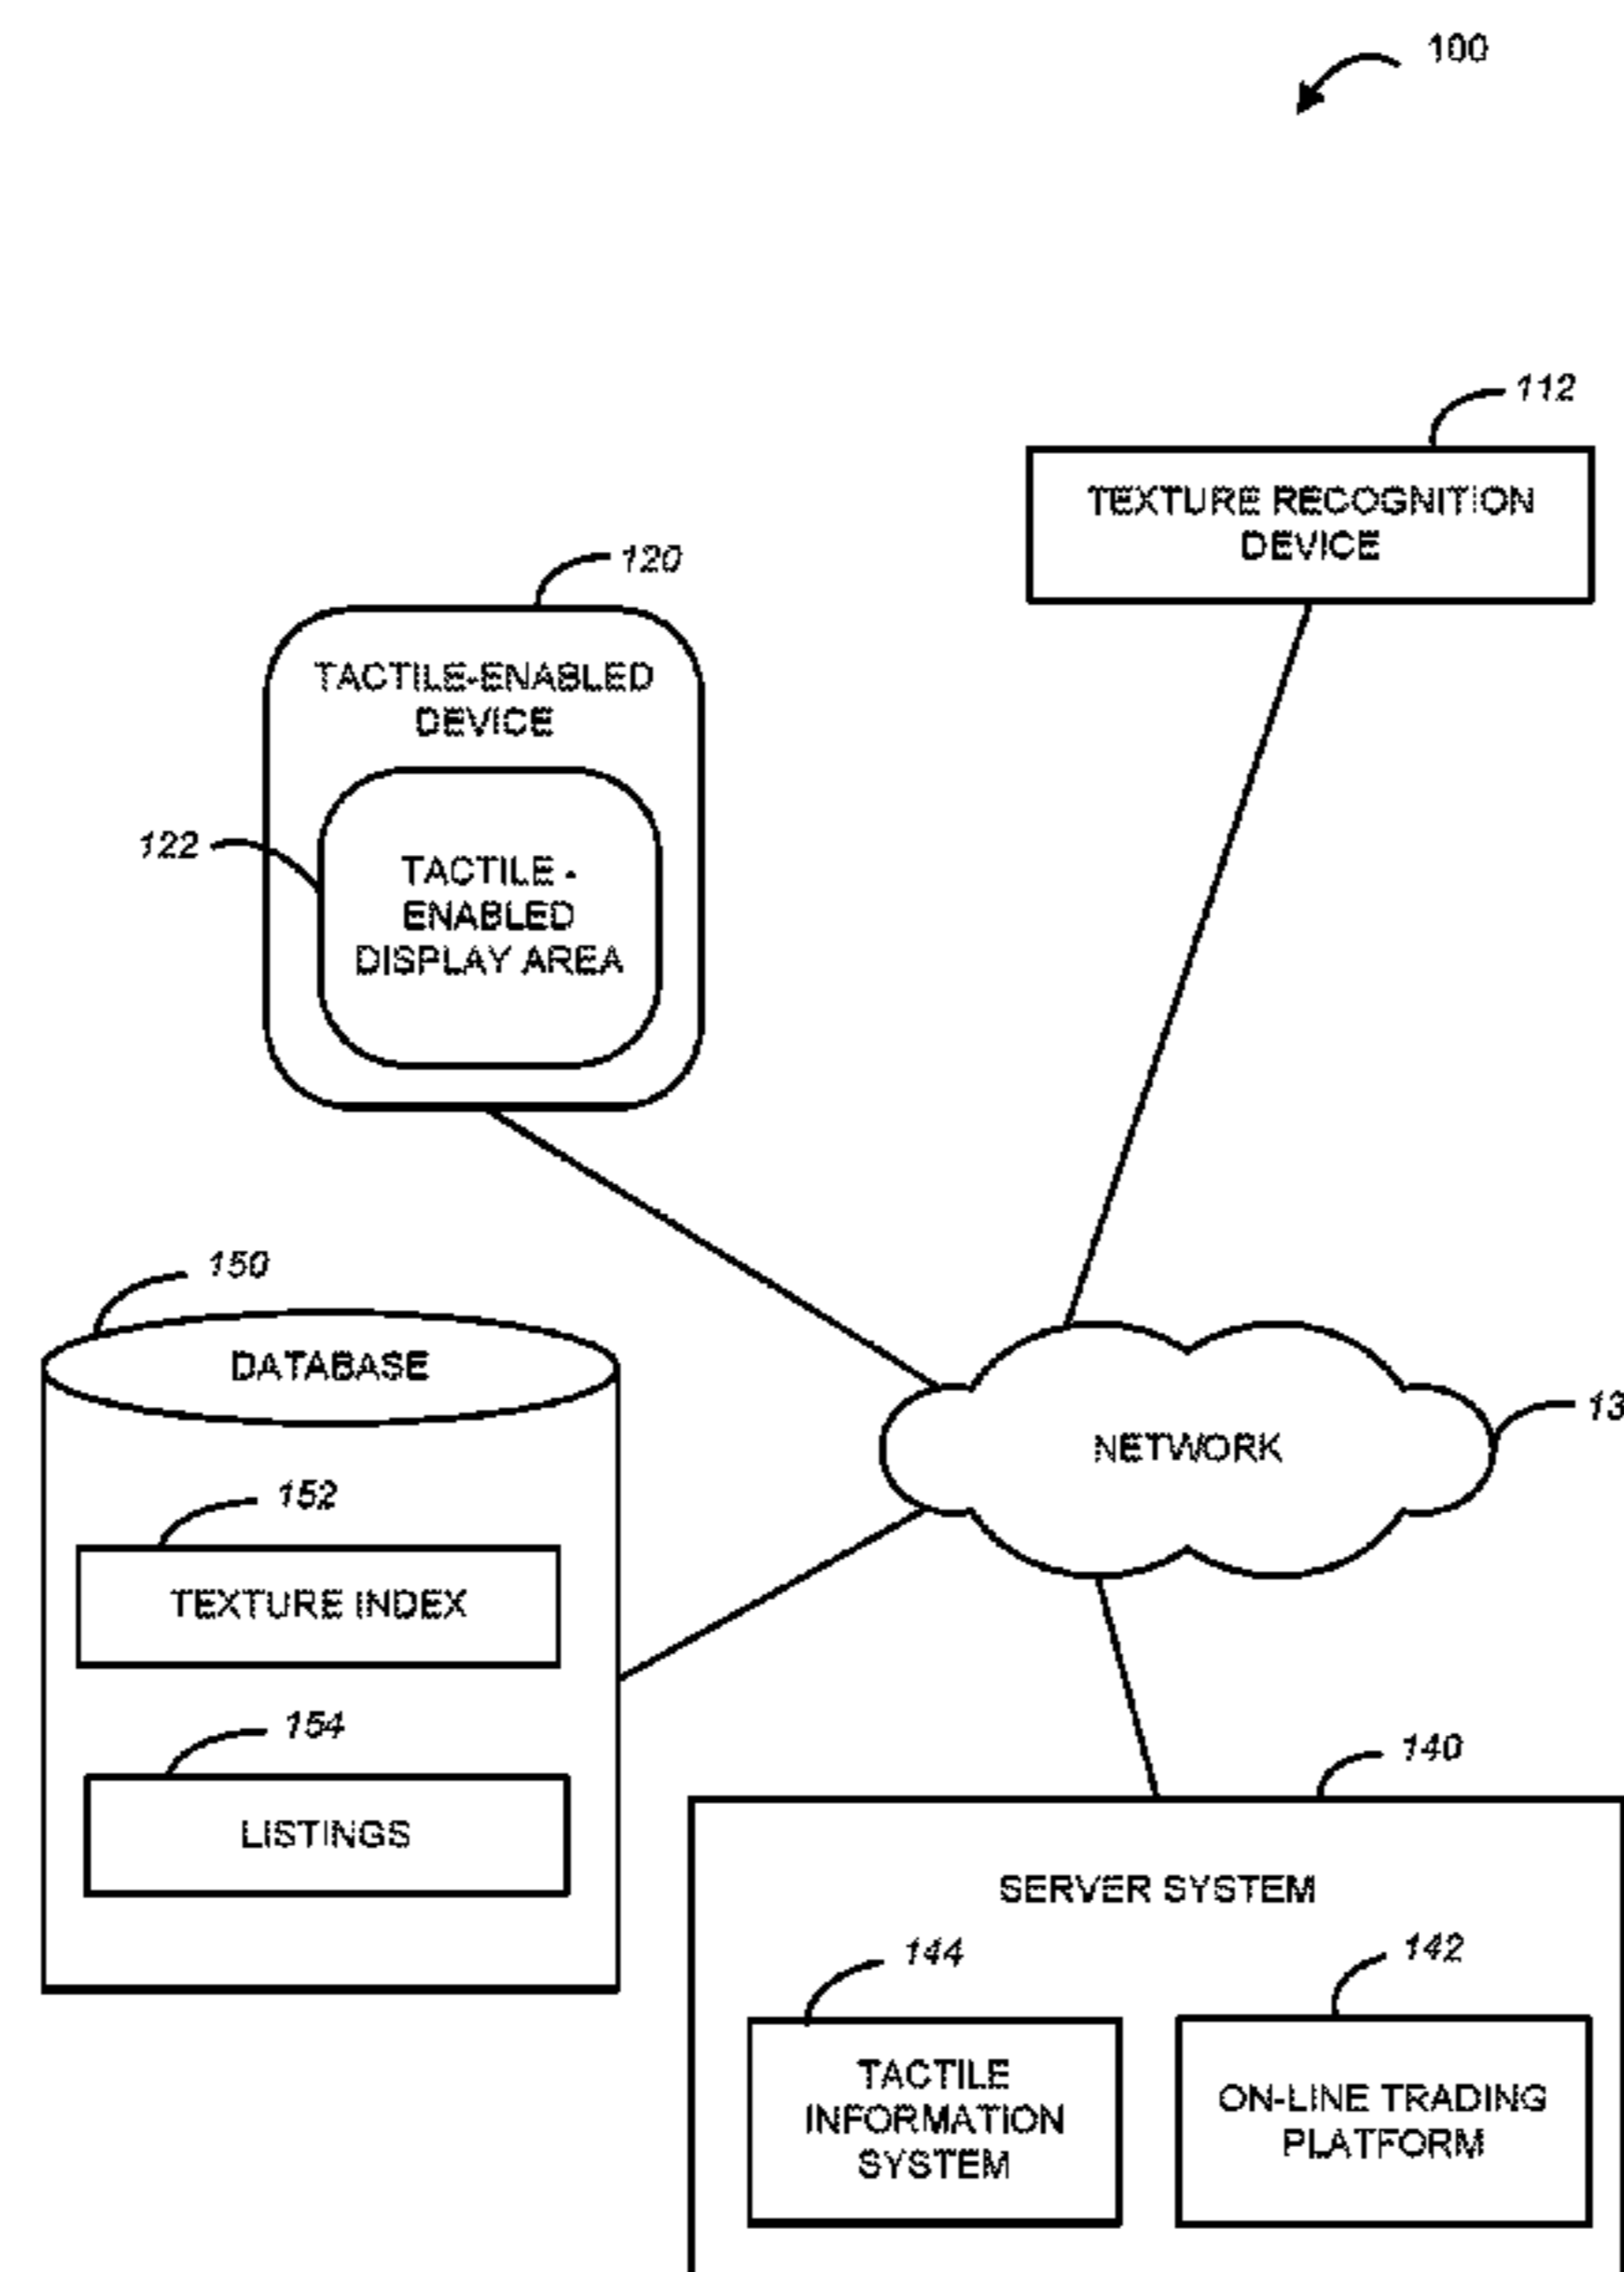 100
112
TEXTURE RECOGNITION
DEVICE
120
TACTILE-ENABLED
DEVICE
122
TACTILE -
ENABLED
DISPLAY AREA
150
DATABASE
13
NETWORK
152
TEXTURE INDEX
154
LISTINGS
140
SERVER SYSTEM
144
142
TACTILE
INFORMATION
SYSTEM
ON-LINE TRADING
PLATFORM